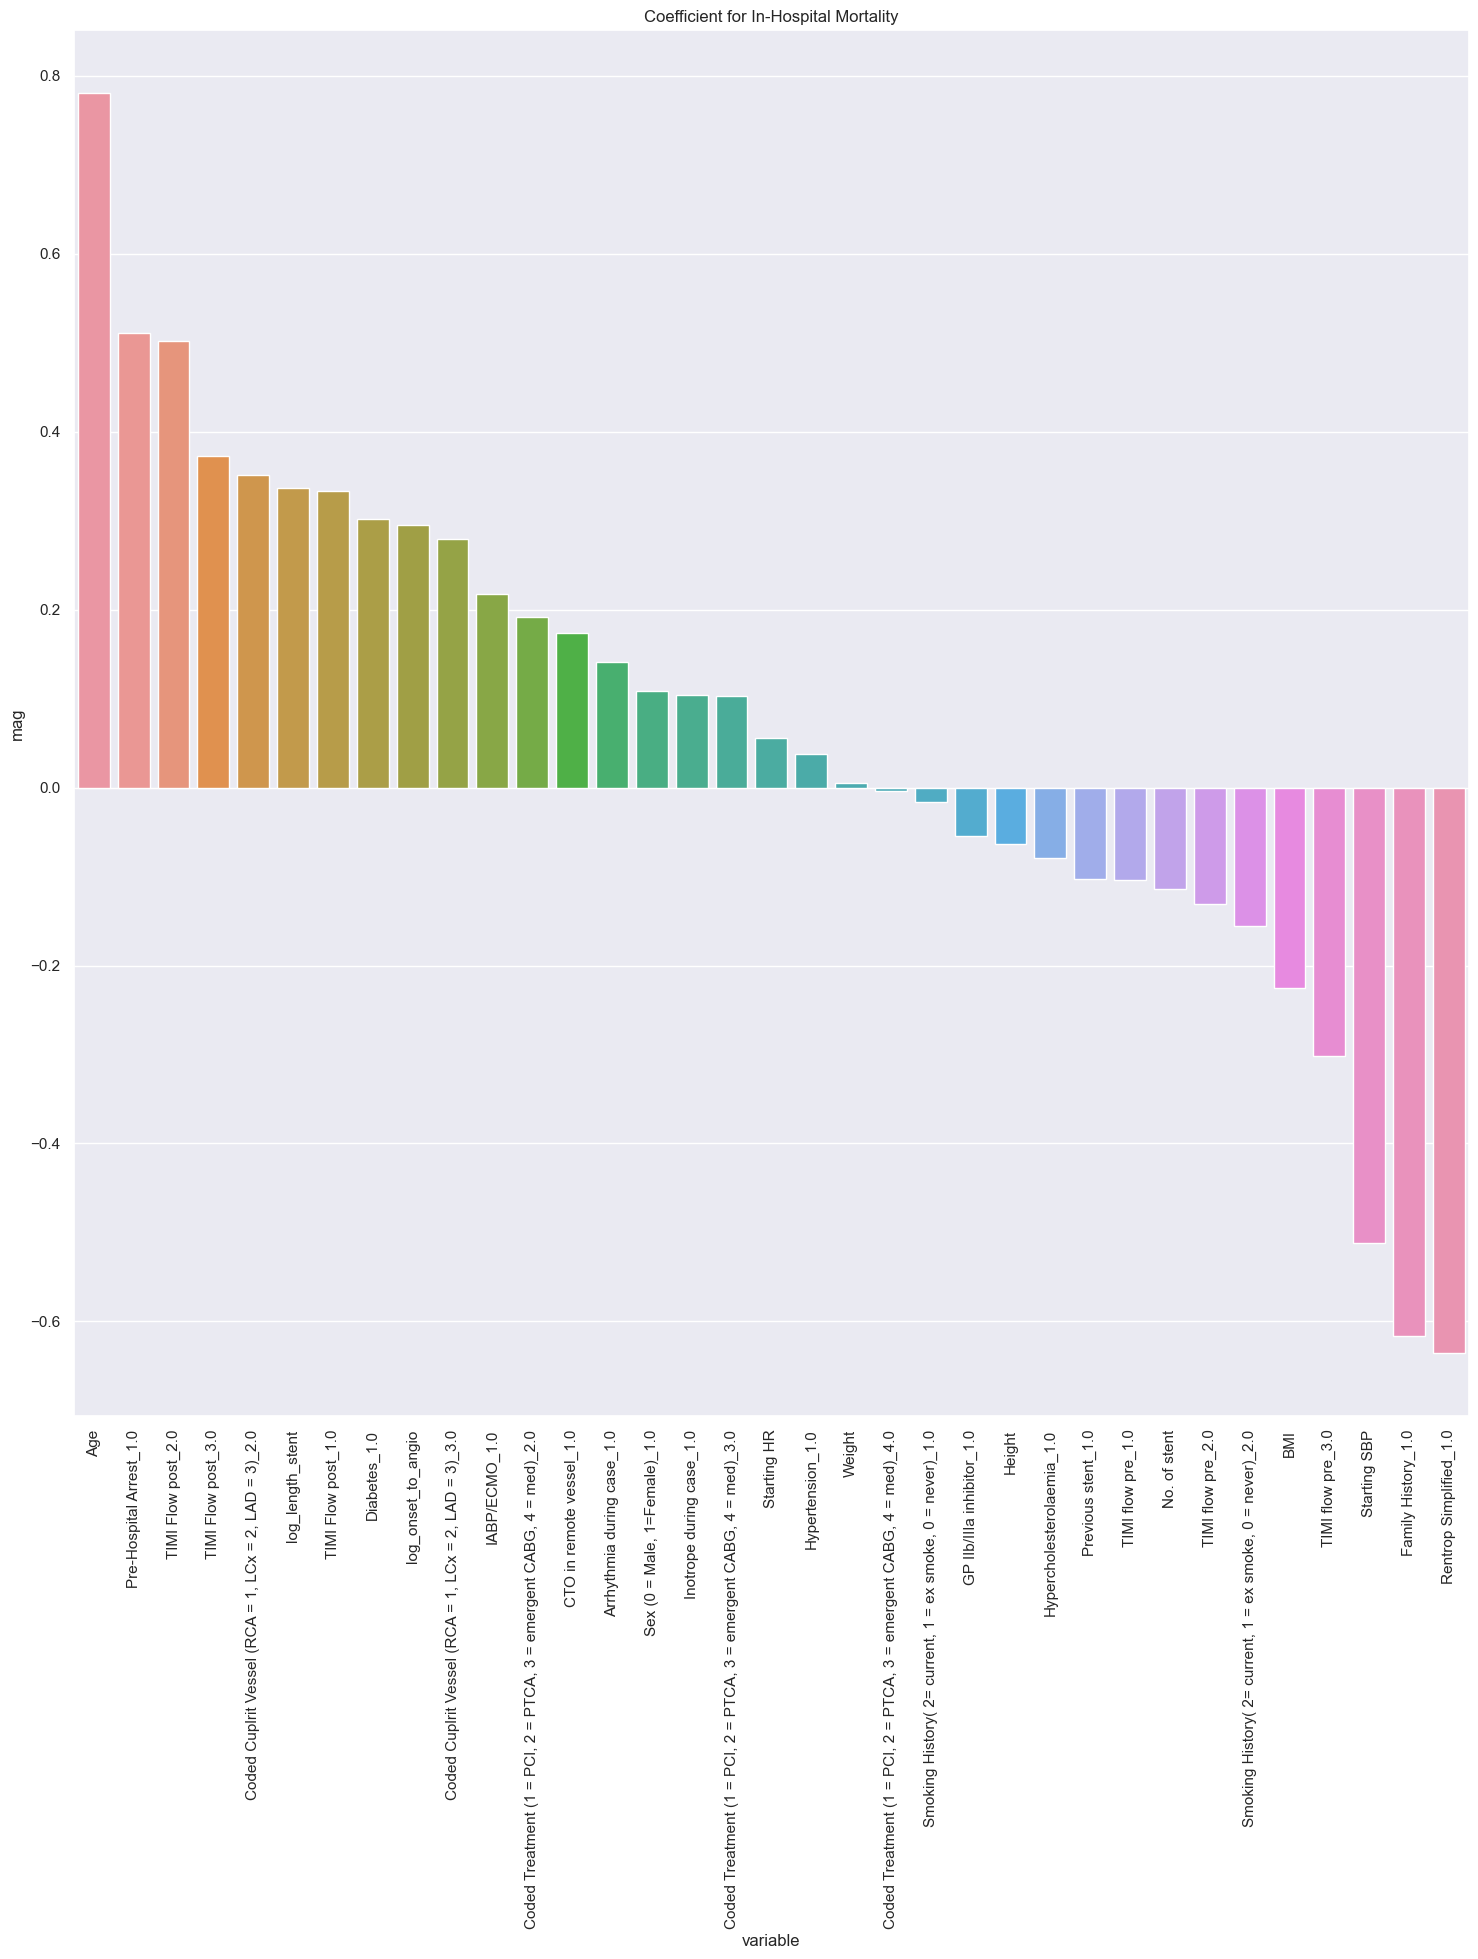 Coefficient for In-Hospital Mortality
0.8
0.6
0.4
0.2
0.0
−0.2
−0.4
−0.6
mag
Age
Pre-Hospital Arrest_1.0
TIMI Flow post_2.0
TIMI Flow post_3.0
Coded Cuplrit Vessel (RCA = 1, LCx = 2, LAD = 3)_2.0
log_length_stent
TIMI Flow post_1.0
Diabetes_1.0
log_onset_to_angio
Coded Cuplrit Vessel (RCA = 1, LCx = 2, LAD = 3)_3.0
IABP/ECMO_1.0
Coded Treatment (1 = PCI, 2 = PTCA, 3 = emergent CABG, 4 = med)_2.0
CTO in remote vessel_1.0
Arrhythmia during case_1.0
Sex (0 = Male, 1=Female)_1.0
Inotrope during case_1.0
Coded Treatment (1 = PCI, 2 = PTCA, 3 = emergent CABG, 4 = med)_3.0
Starting HR
Hypertension_1.0
Weight
Coded Treatment (1 = PCI, 2 = PTCA, 3 = emergent CABG, 4 = med)_4.0
Smoking History( 2= current, 1 = ex smoke, 0 = never)_1.0
GP IIb/IIIa inhibitor_1.0
Height
Hypercholesterolaemia_1.0
Previous stent_1.0
TIMI flow pre_1.0
No. of stent
TIMI flow pre_2.0
Smoking History( 2= current, 1 = ex smoke, 0 = never)_2.0
BMI
TIMI flow pre_3.0
Starting SBP
Family History_1.0
Rentrop Simplified_1.0
variable